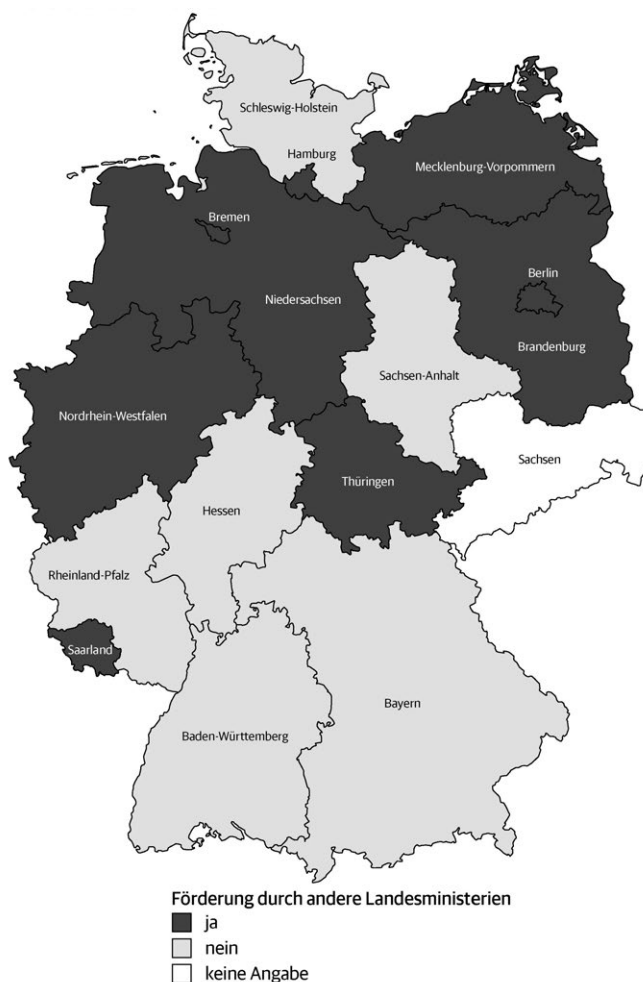 Schleswig-Holstein
Hamburg
Mecklenburg-Vorpommern
Bremen
Berlin
Niedersachsen
Brandenburg
Sachsen-Anhalt
Nordrhein-Westfalen
Sachsen
Thüringen
Hessen
Rheinland-Pfalz
Saarland
Bayern
Baden-Württemberg
Förderung durch andere Landesministerien
ja
nein
keine Angabe